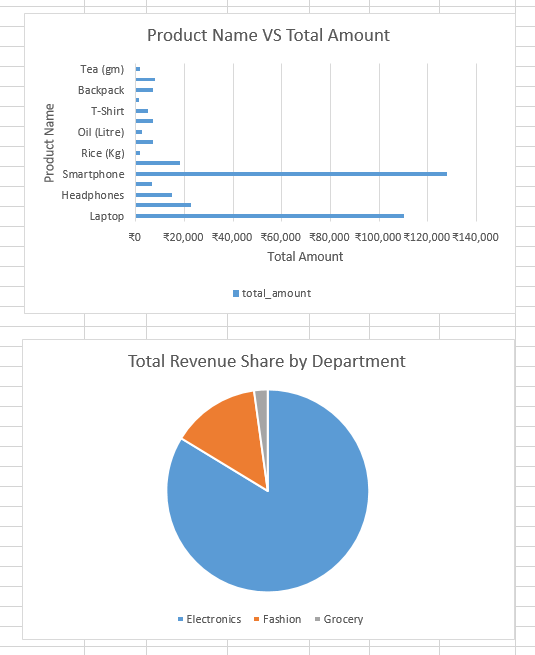 Product Name VS Total Amount
Product Name
Tea (gm)
Backpack
T-Shirt
Oil (Litre)
Rice (Kg)
Smartphone
Headphones
Laptop
₹0 ₹20,000 ₹40,000 ₹60,000 ₹80,000 ₹100,000 ₹120,000 ₹140,000
Total Amount
total_amount
Total Revenue Share by Department
Electronics Fashion Grocery